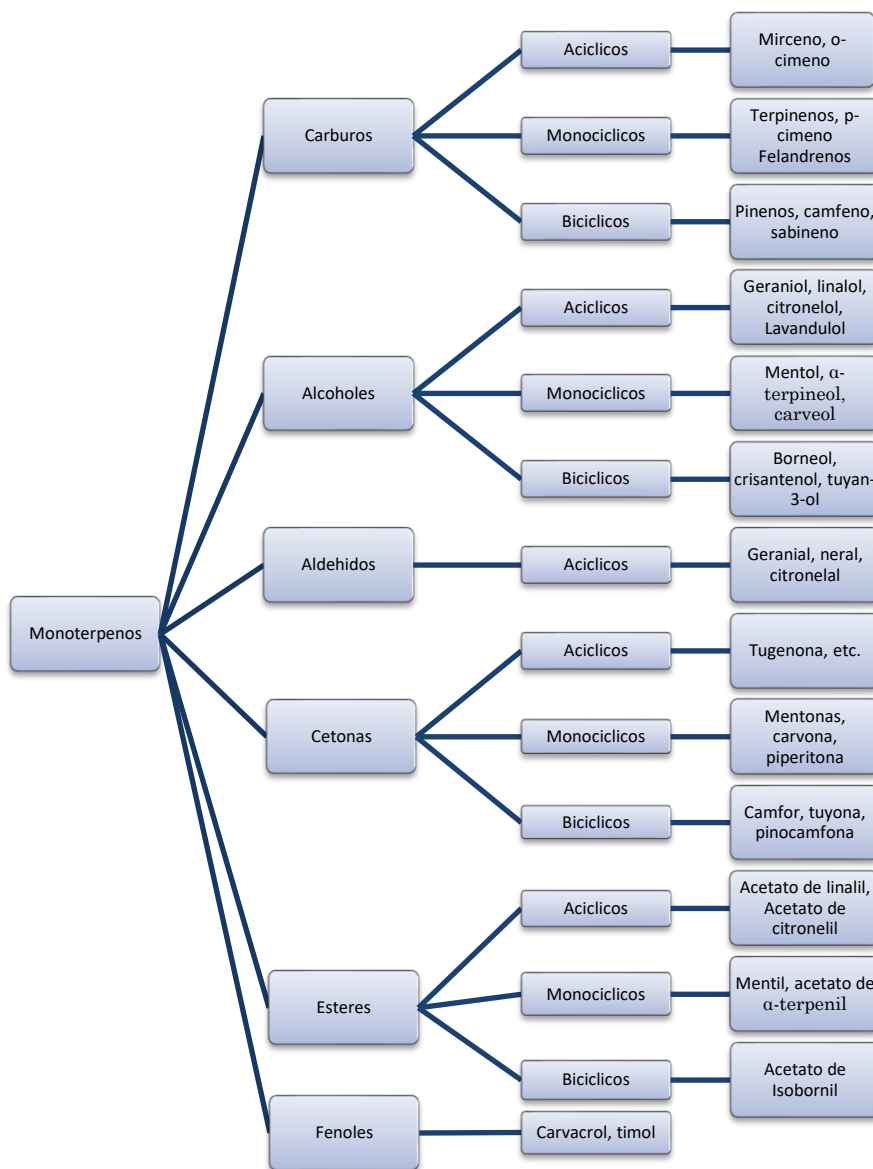 Monoterpenos
Carburos
Aciclicos
Mirceno, o-
cimeno
Monociclicos
Terpinenos, p-
cimeno
Felandrenos
Biciclicos
Pinenos, camfeno,
sabineno
Alcoholes
Aciclicos
Geraniol, linalol,
citronelol,
Lavandulol
Monociclicos
Mentol, α-
terpineol,
carveol
Biciclicos
Borneol,
crisantenol, tuyan-
3-ol
Aldehidos
Aciclicos
Geranial, neral,
citronelal
Cetonas
Aciclicos
Tugenona, etc.
Monociclicos
Mentonas,
carvona,
piperitona
Biciclicos
Camfor, tuyona,
pinocamfona
Esteres
Aciclicos
Acetato de linalil,
Acetato de
citronelil
Monociclicos
Mentil, acetato de
α-terpenil
Biciclicos
Acetato de
Isobornil
Fenoles
Carvacrol, timol